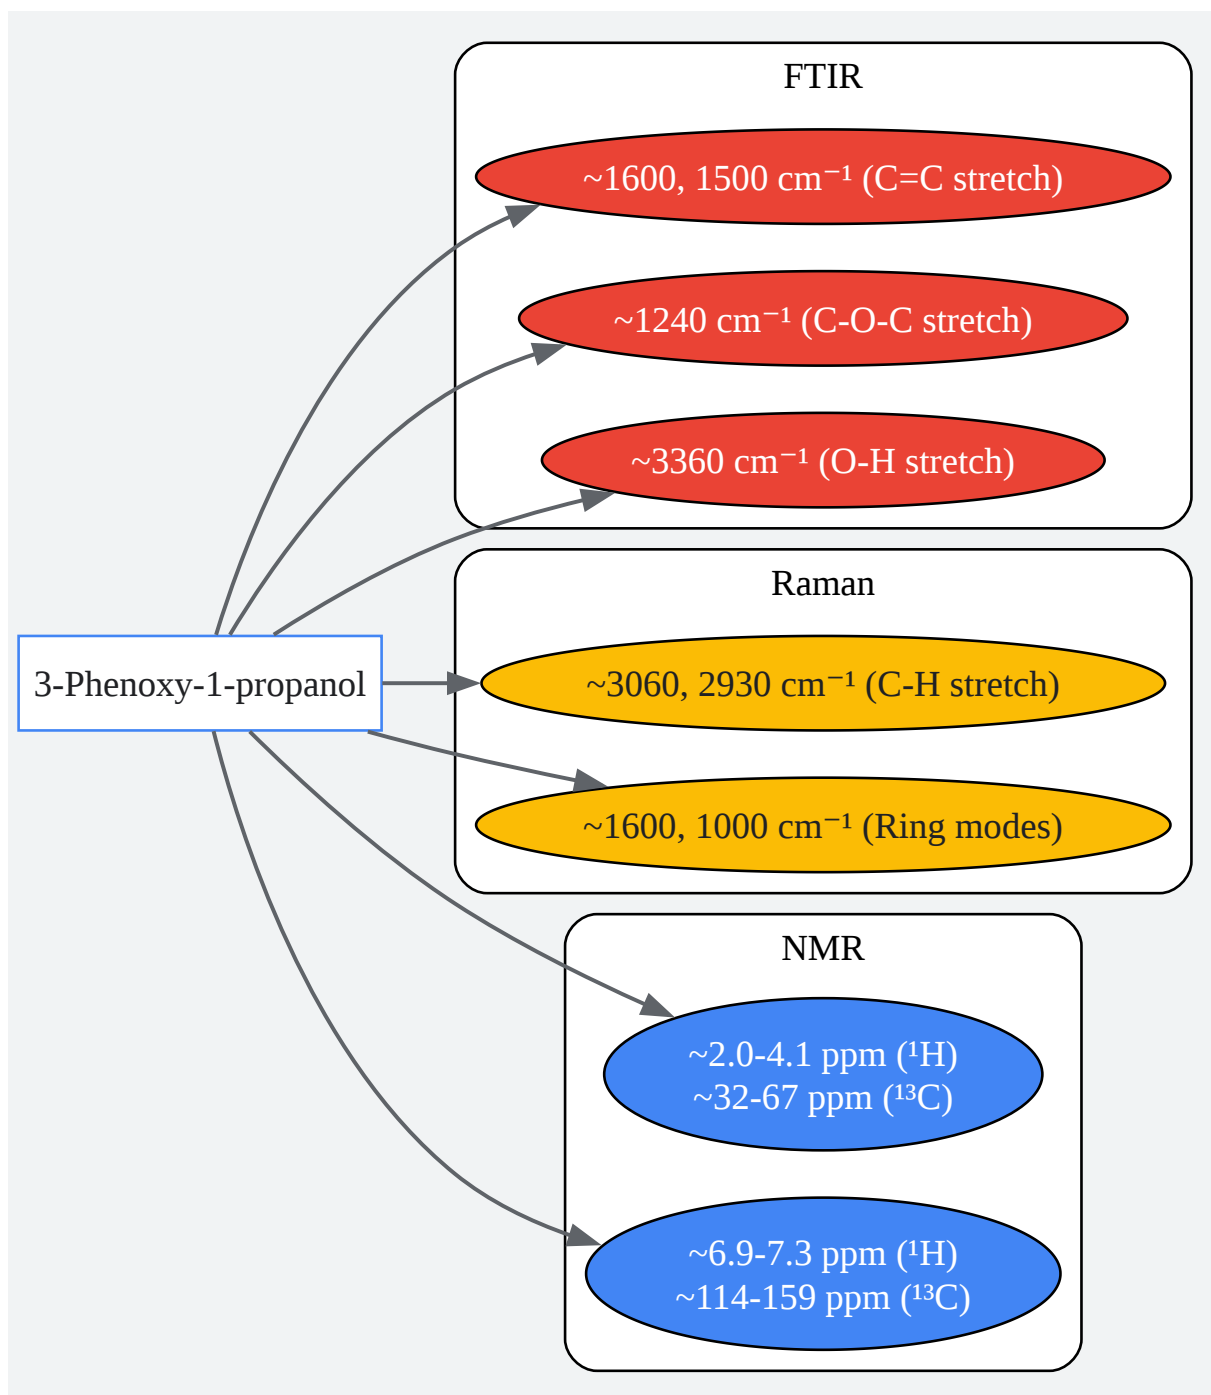 FTIR
~1600, 1500 cm⁻¹ (C=C stretch)
~1240 cm⁻¹ (C-O-C stretch)
~3360 cm⁻¹ (O-H stretch)
Raman
3-Phenoxy-1-propanol
~3060, 2930 cm⁻¹ (C-H stretch)
~1600, 1000 cm⁻¹ (Ring modes)
NMR
~2.0-4.1 ppm (¹H)
~32-67 ppm (¹³C)
~6.9-7.3 ppm (¹H)
~114-159 ppm (¹³C)